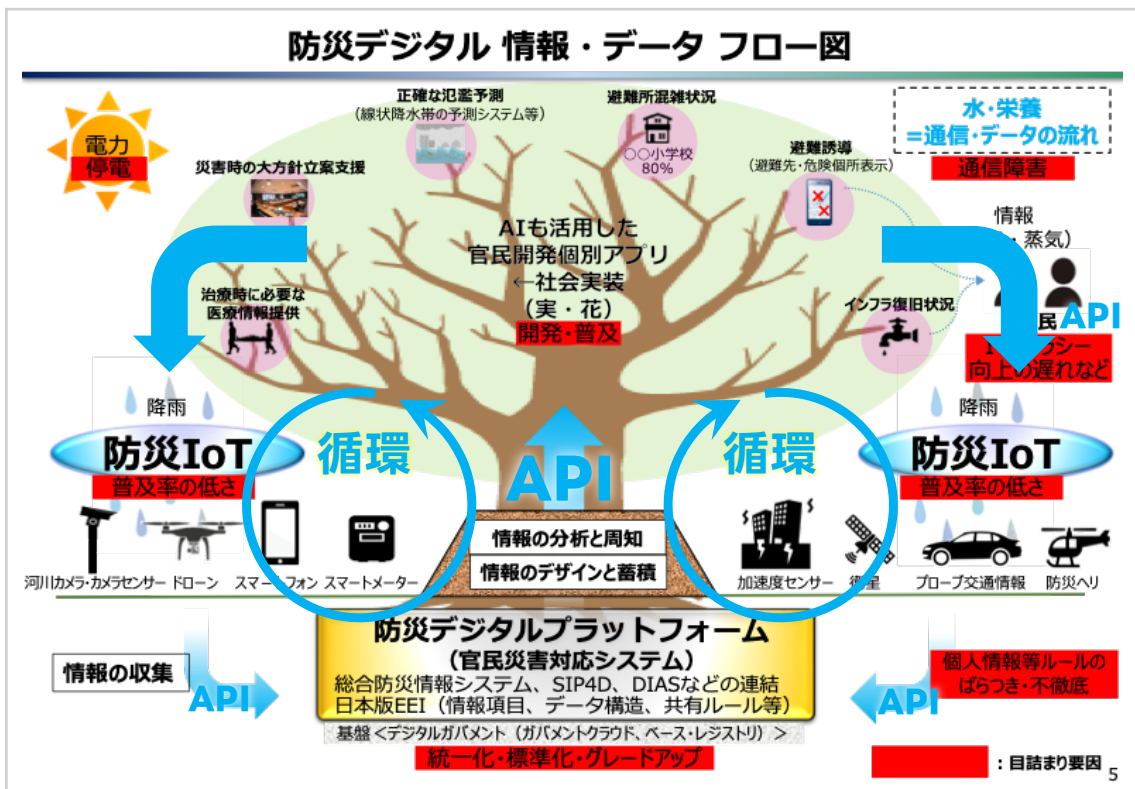 防災デジタル 情報・データ フロー図
電力
停電
正確な氾濫予測
(線状降水帯の予測システム等)
避難所混雑状況
○○小学校
80%
水・栄養
=通信・データの流れ
通信障害
災害時の大方針立案支援
避難誘導
(避難先・危険個所表示)
AIも活用した
官民開発個別アプリ
←社会実装
(実・花)
開発・普及
情報
・蒸気)
治療時に必要な
医療情報提供
インフラ復旧状況
民
API
向上の遅れなど
降雨
防災IoT
普及率の低さ
循環
API
循環
降雨
防災IoT
普及率の低さ
河川カメラ・カメラセンサー
ドローン
スマートフォン
スマートメーター
情報の分析と周知
情報のデザインと蓄積
加速度センサー
衛星
プローブ交通情報
防災ヘリ
情報の収集
API
防災デジタルプラットフォーム
(官民災害対応システム)
総合防災情報システム、SIP4D、DIASなどの連結
日本版EEI(情報項目、データ構造、共有ルール等)
基盤<デジタルガバメント(ガバメントクラウド、ベース・レジストリ)>
統一化・標準化・グレードアップ
API
個人情報等ルールの
ばらつき・不徹底
:目詰まり要因
5